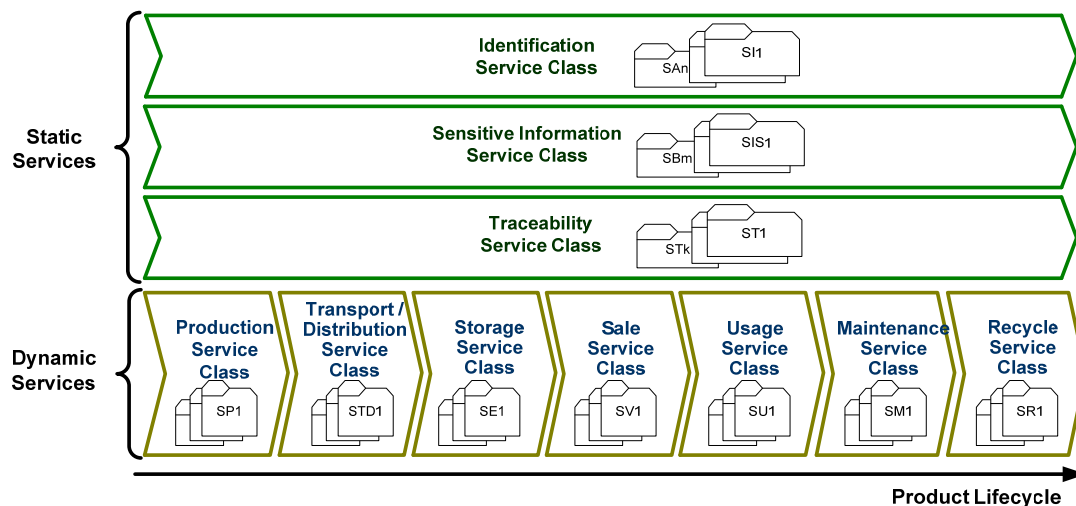 Identification
Service Class
SAn
SI1
Static
Services
Sensitive Information
Service Class
SBm
SIS1
Traceability
Service Class
STk
ST1
Dynamic
Services
Production
Service
Class
SP1
Transport /
Distribution
Service
Class
STD1
Storage
Service
Class
SE1
Sale
Service
Class
SV1
Usage
Service
Class
SU1
Maintenance
Service
Class
SM1
Recycle
Service
Class
SR1
Product Lifecycle